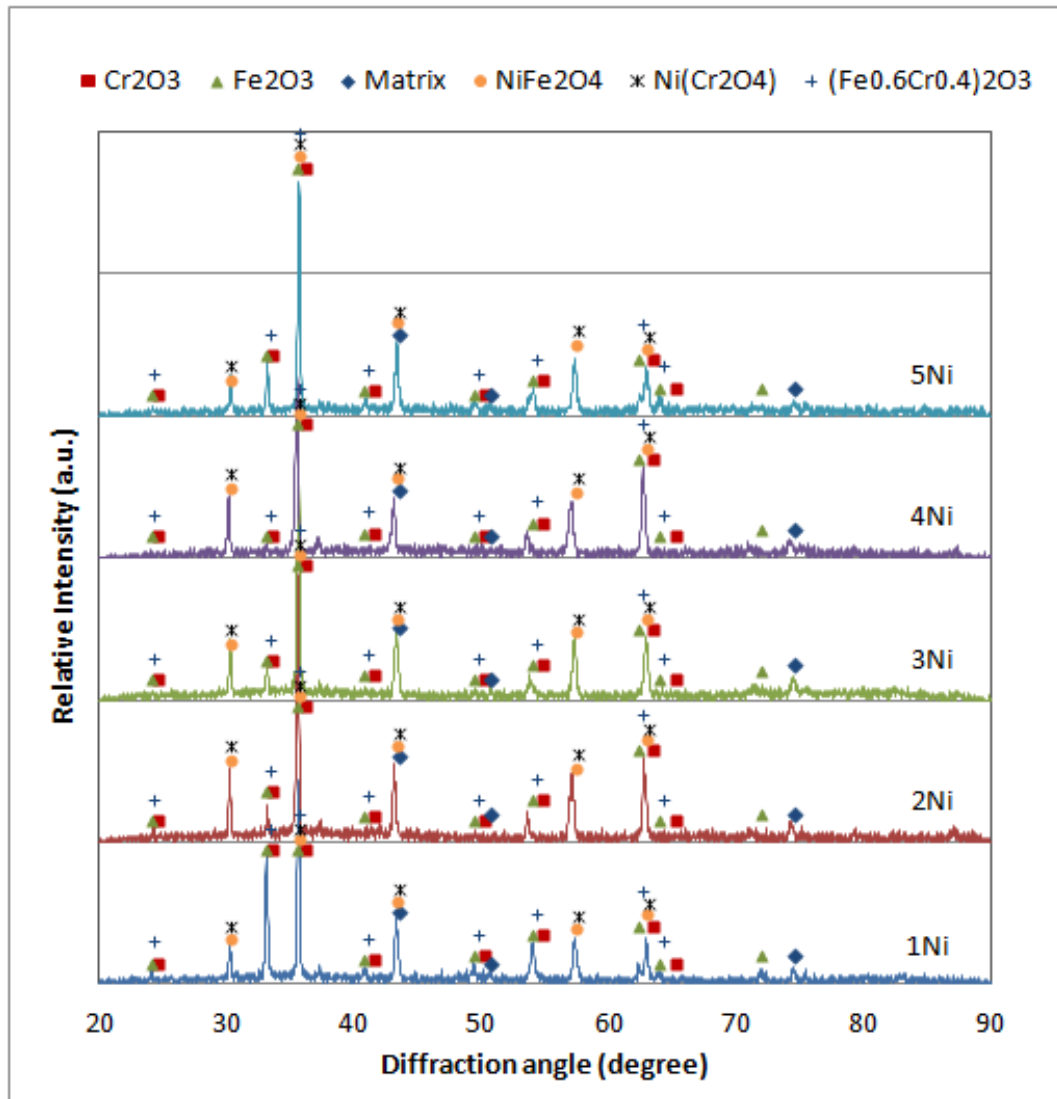 Cr2O3 Fe2O3 Matrix NiFe2O4 Ni(Cr2O4) (Fe0.6Cr0.4)2O3
Relative Intensity (a.u.)
5Ni
4Ni
3Ni
2Ni
1Ni
20 30 40 50 60 70 80 90
Diffraction angle (degree)